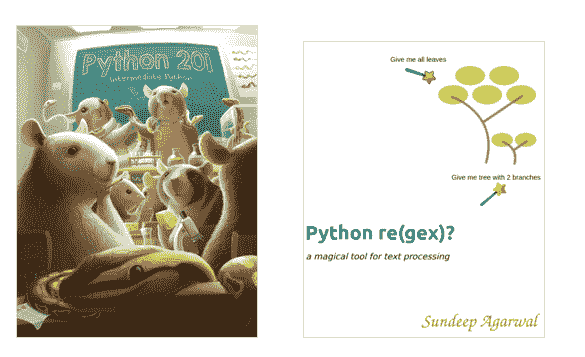 Python 201
Intermediate Python
Give me all leaves
Give me tree with 2 branches
Python re(gex)?
a magical tool for text processing
Sundeep Agarwal